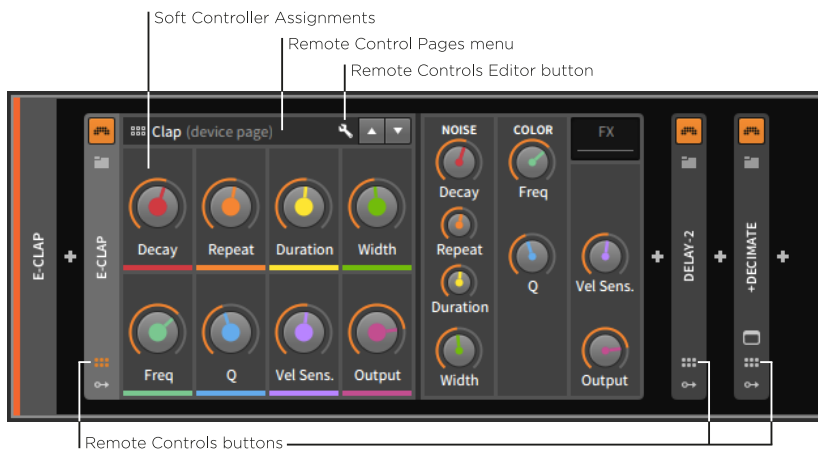 Soft Controller Assignments
Remote Control Pages menu
Remote Controls Editor button
E-CLAP
E-CLAP
Clap (device page)
Decay Repeat Duration Width
Freq Q Vel Sens. Output
NOISE COLOR FX
Decay Freq
Repeat
Q Vel Sens.
Duration
Width Output
DELAY-2
+DECIMATE
Remote Controls buttons